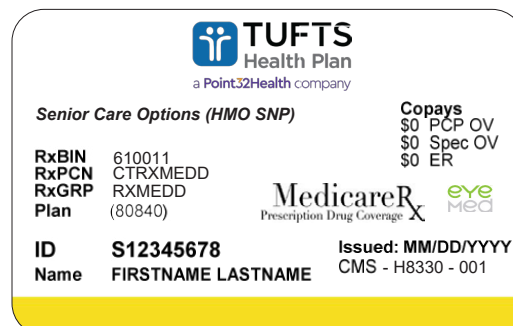 TUFTS
Health Plan
a Point32Health company
Senior Care Options (HMO SNP)
Copays
$0 PCP OV
$0 Spec OV
$0 ER
RxBIN 610011
RxPCN CTRXMEDD
RxGRP RXMEDD
Plan (80840)
MedicareRx
Prescription Drug Coverage
eye
med
ID S12345678
Name FIRSTNAME LASTNAME
Issued: MM/DD/YYYY
CMS - H8330 - 001